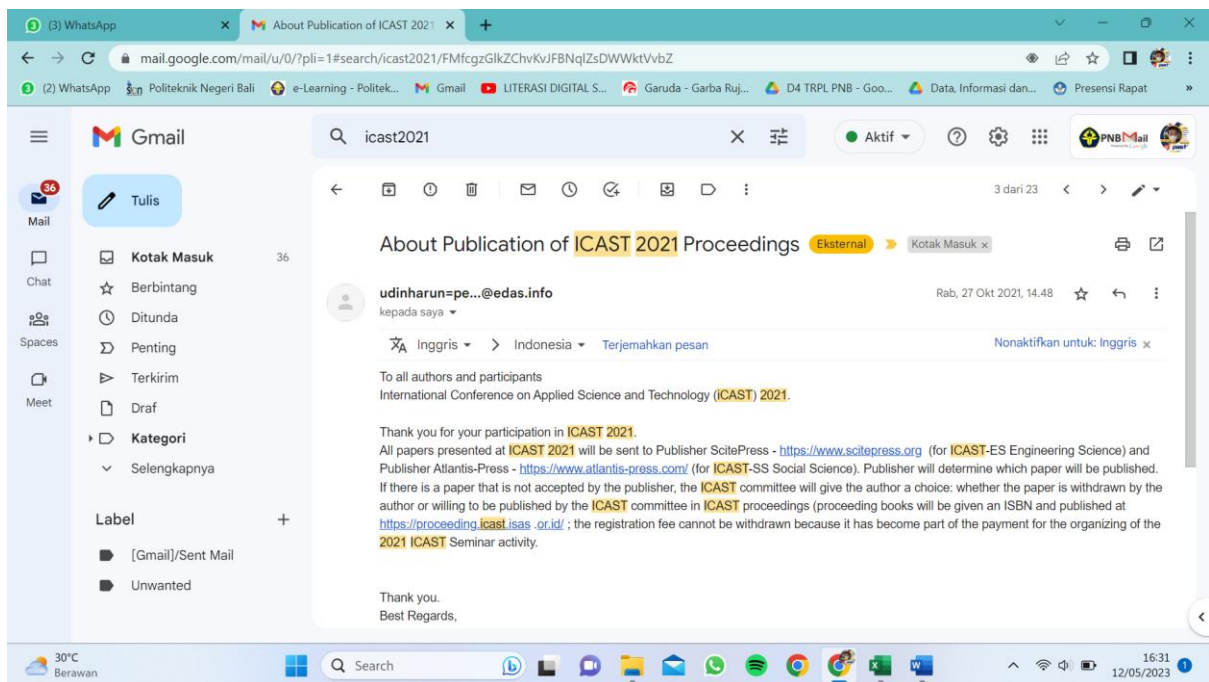 (3) WhatsApp
About Publication of ICAST 2021
mail.google.com/mail/u/0/?pli=1#search/icast2021/FMfcgzGlkZChvKvJFBNqlZsDWWktVvbZ
(2) WhatsApp Politeknik Negeri Bali e-Learning - Politek... Gmail LITERASI DIGITAL S... Garuda - Garba Ruj... D4 TRPL PNB - Goo... Data, Informasi dan... Presensi Rapat »
Gmail
icast2021
Aktif
PNBMail
36
Mail
Chat
Spaces
Meet
Tulis
Kotak Masuk 36
Berbintang
Ditunda
Penting
Terkirim
Draf
Kategori
Selengkapnya
Label +
[Gmail]/Sent Mail
Unwanted
3 dari 23
About Publication of ICAST 2021 Proceedings Eksternal Kotak Masuk x
udinharun=pe...@edas.info Rab, 27 Okt 2021, 14.48
kepada saya
Inggris > Indonesia Terjemahkan pesan Nonaktifkan untuk: Inggris x
To all authors and participants
International Conference on Applied Science and Technology (iCAST) 2021.
Thank you for your participation in ICAST 2021.
All papers presented at ICAST 2021 will be sent to Publisher ScitePress - https://www.scitepress.org (for ICAST-ES Engineering Science) and
Publisher Atlantis-Press - https://www.atlantis-press.com/ (for ICAST-SS Social Science). Publisher will determine which paper will be published.
If there is a paper that is not accepted by the publisher, the ICAST committee will give the author a choice: whether the paper is withdrawn by the
author or willing to be published by the ICAST committee in ICAST proceedings (proceeding books will be given an ISBN and published at
https://proceeding.icast.isas .or.id/ ; the registration fee cannot be withdrawn because it has become part of the payment for the organizing of the
2021 ICAST Seminar activity.
Thank you.
Best Regards,
30°C
Berawan
Search
16:31
12/05/2023
1